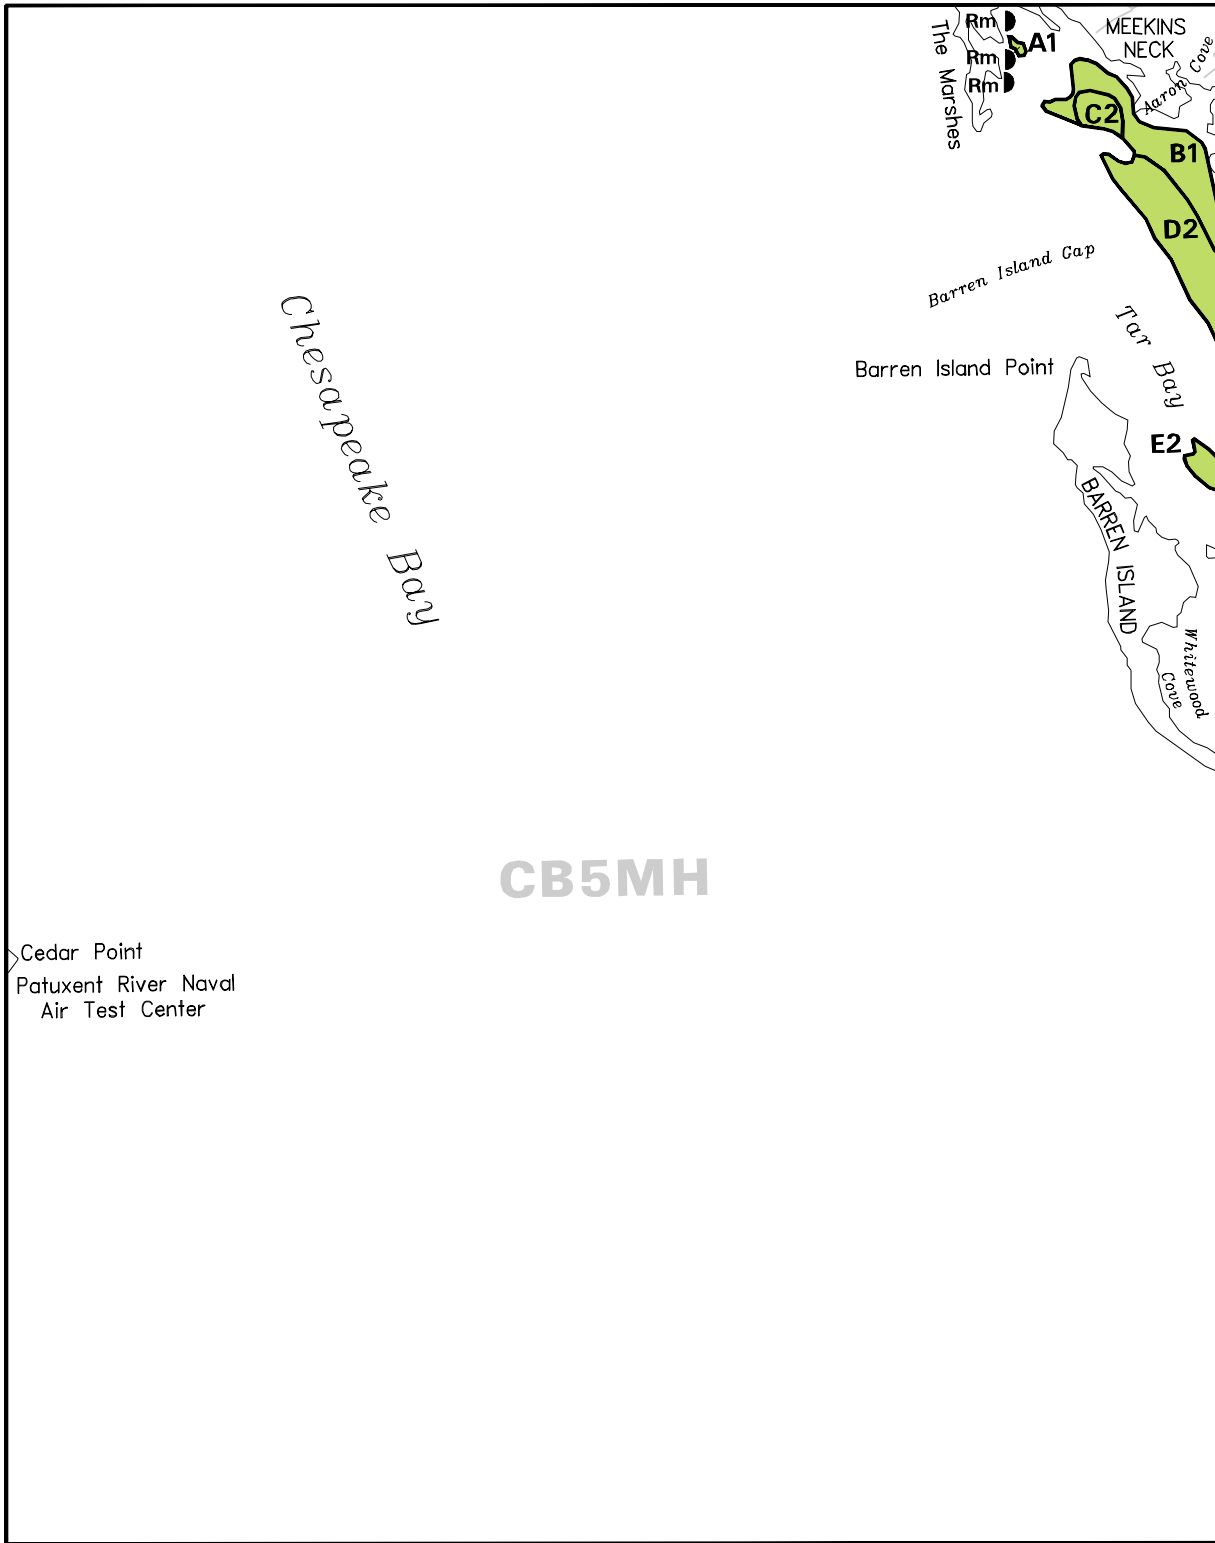 Rm
A1
Rm
Rm
The Marshes
MEEKINS
NECK
Aaron Cove
C2
B1
D2
Barren Island Gap
Tar Bay
Chesapeake Bay
Barren Island Point
E2
BARREN ISLAND
Whitewood
Cove
CB5MH
Cedar Point
Patuxent River Naval
Air Test Center